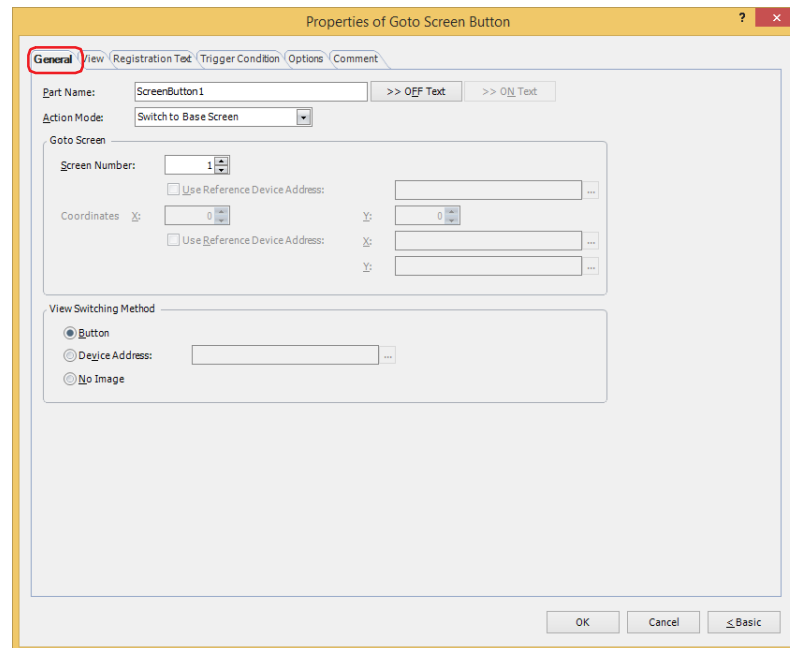 Properties of Goto Screen Button ? ×
General View Registration Text Trigger Condition Options Comment
Part Name: ScreenButton1 >> OFF Text >> ON Text
Action Mode: Switch to Base Screen
Goto Screen
Screen Number: 1
Use Reference Device Address: ...
Coordinates X: 0 Y: 0
Use Reference Device Address: X: ...
Y: ...
View Switching Method
Button
Device Address: ...
No Image
OK Cancel < Basic